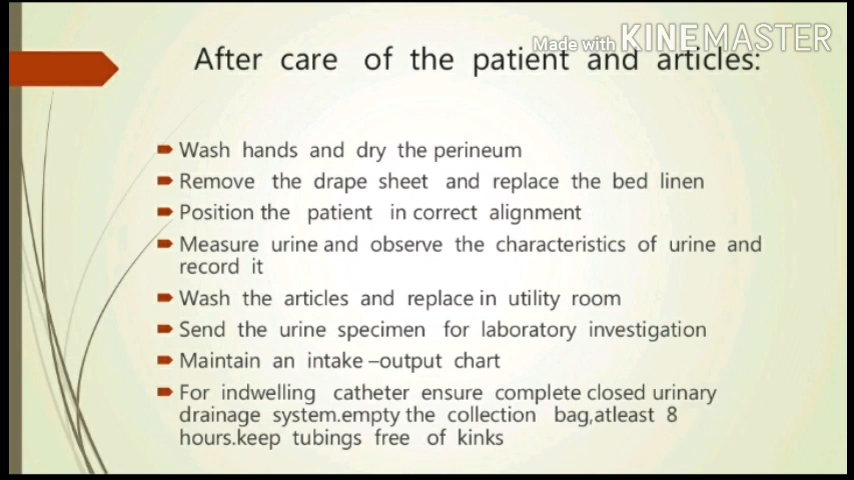 Made with KINEMASTER
After care of the patient and articles:
Wash hands and dry the perineum
Remove the drape sheet and replace the bed linen
Position the patient in correct alignment
Measure urine and observe the characteristics of urine and
record it
Wash the articles and replace in utility room
Send the urine specimen for laboratory investigation
Maintain an intake –output chart
For indwelling catheter ensure complete closed urinary
drainage system.empty the collection bag,atleast 8
hours.keep tubings free of kinks